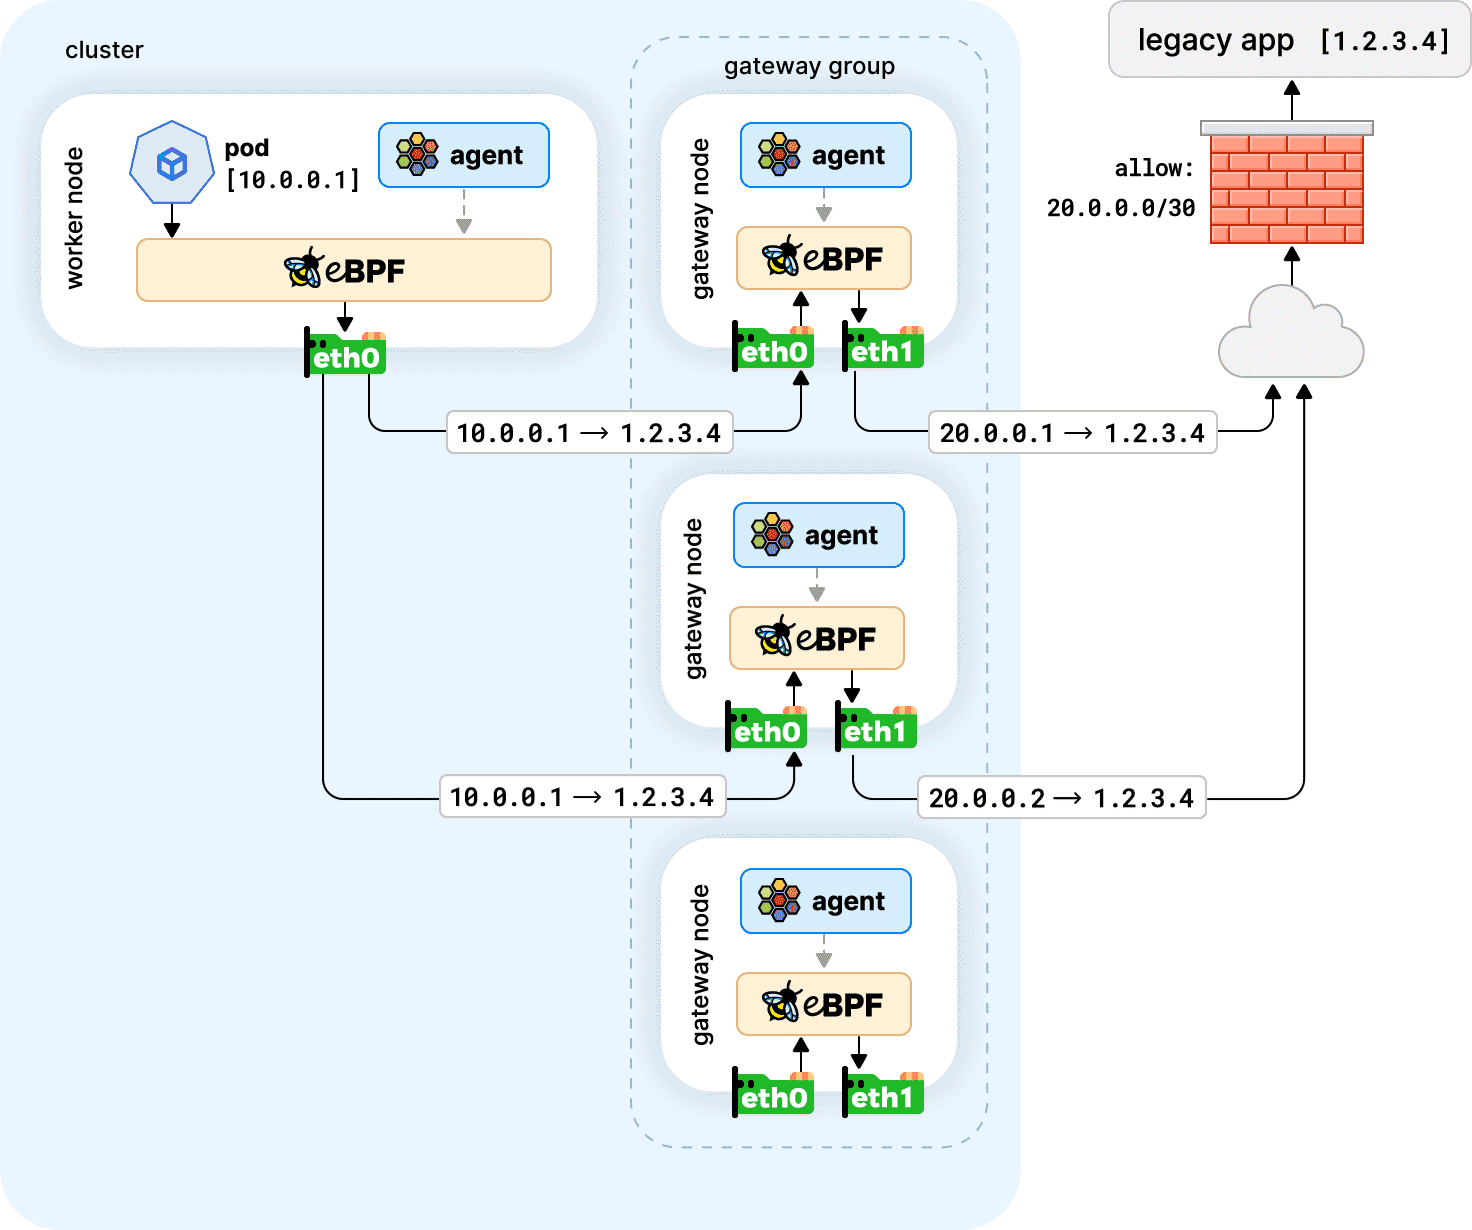 cluster
gateway group
legacy app [1.2.3.4]
worker node
pod
[10.0.0.1]
agent
eBPF
eth0
gateway node
agent
eBPF
eth0
eth1
allow:
20.0.0.0/30
10.0.0.1 → 1.2.3.4
20.0.0.1 → 1.2.3.4
gateway node
agent
eBPF
eth0
eth1
10.0.0.1 → 1.2.3.4
20.0.0.2 → 1.2.3.4
gateway node
agent
eBPF
eth0
eth1